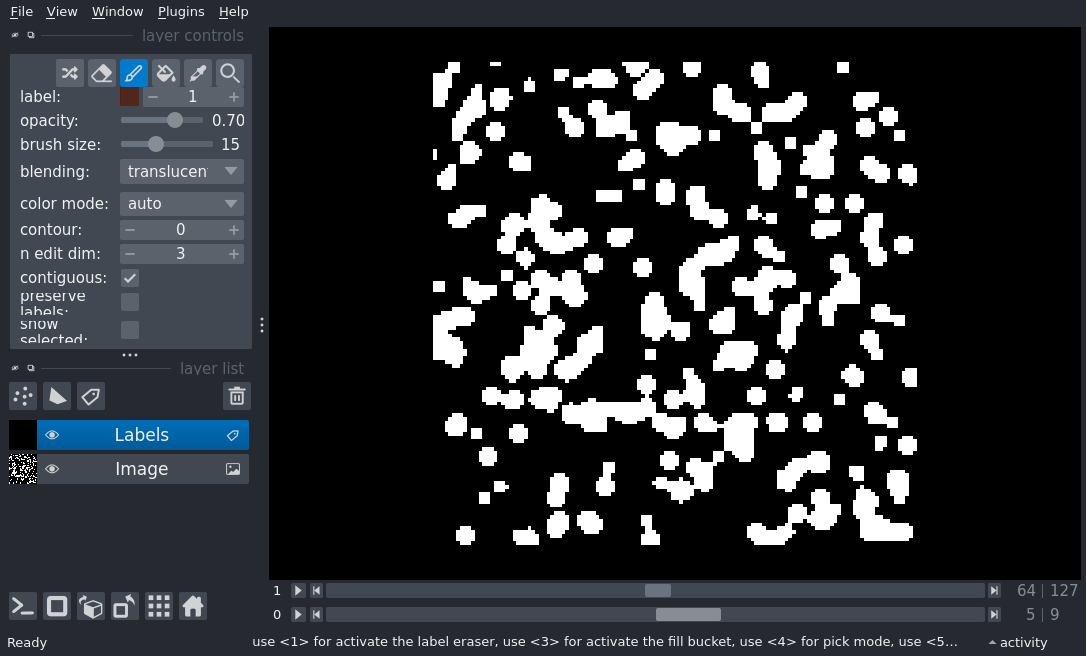 File View Window Plugins Help
layer controls
label: 1
opacity: 0.70
brush size: 15
blending: translucen
color mode: auto
contour: 0
n edit dim: 3
contiguous:
preserve
labels:
show
selected:
layer list
Labels
Image
1 64 | 127
0 5 | 9
Ready use <1> for activate the label eraser, use <3> for activate the fill bucket, use <4> for pick mode, use <5... activity